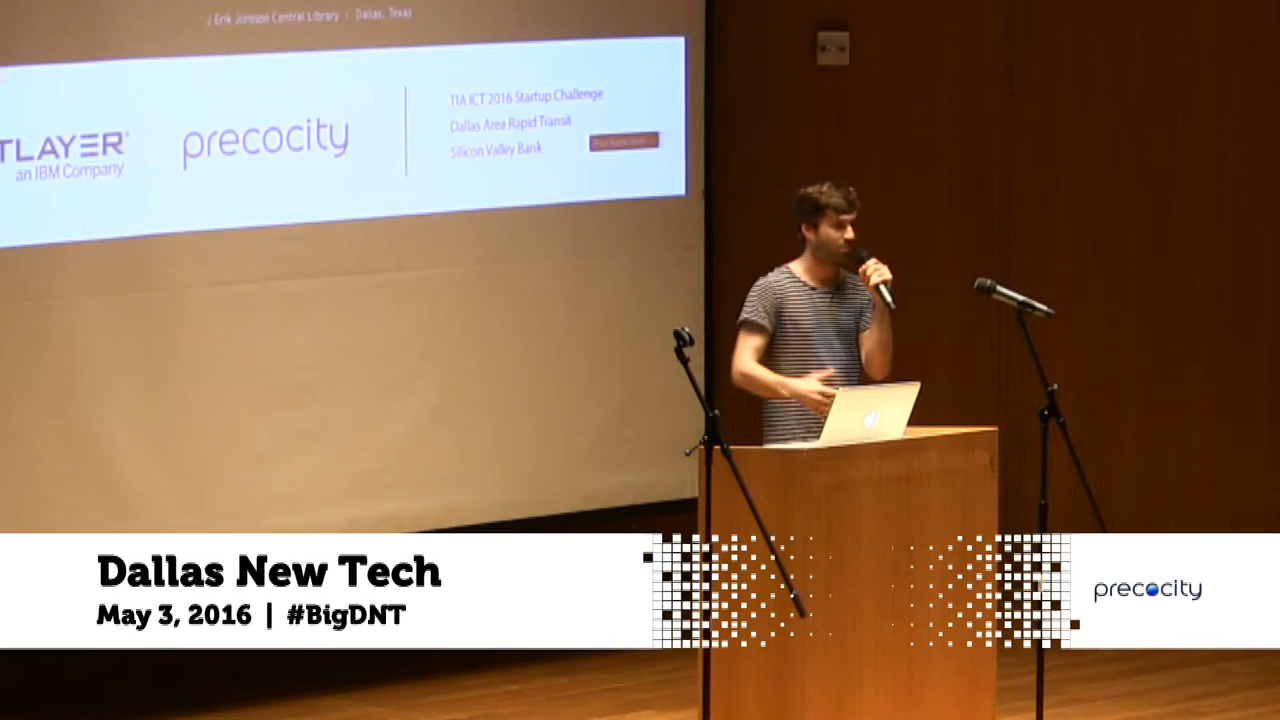 J Erik Jonsson Central Library | Dallas, Texas
TLAYER®
an IBM Company
precocity
TIA ICT 2016 Startup Challenge
Dallas Area Rapid Transit
Silicon Valley Bank
Dallas New Tech
May 3, 2016 | #BigDNT
precocity